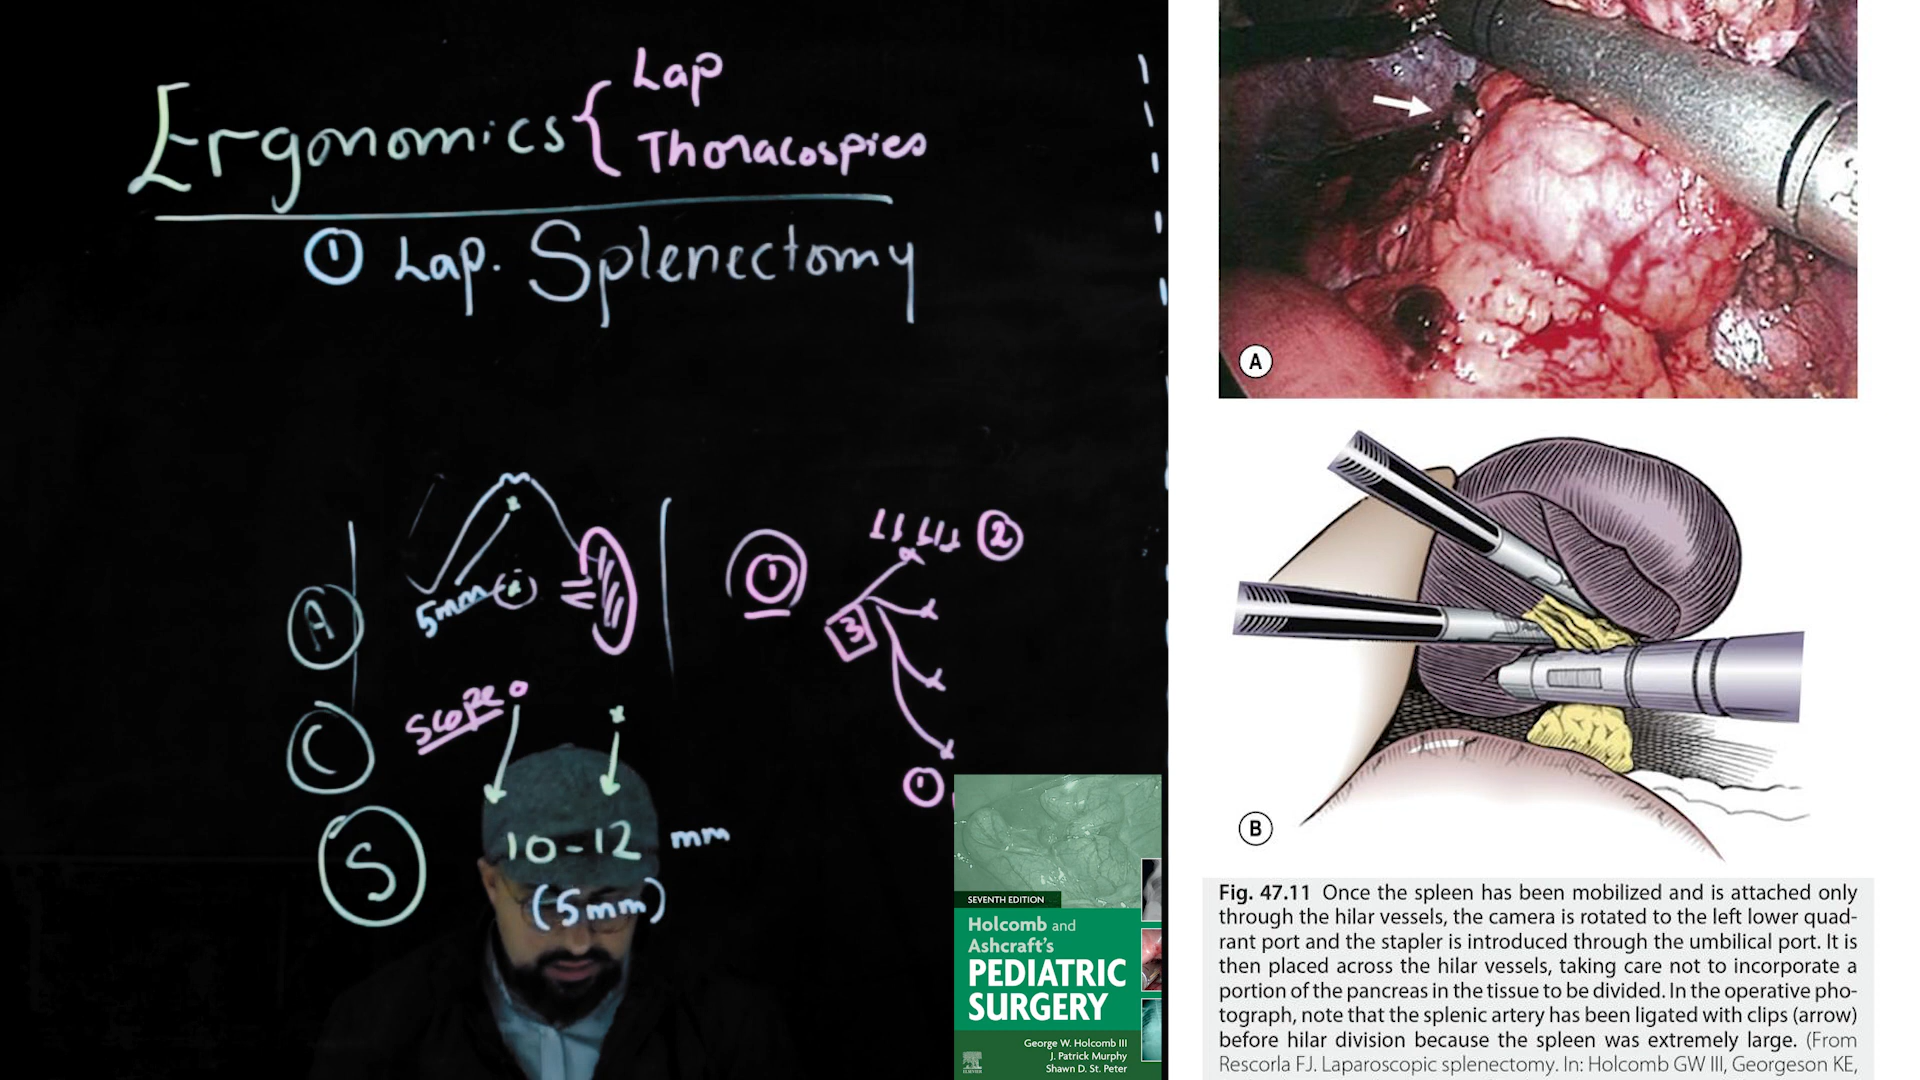 Ergonomics { Lap
Thoracospies
① Lap. Splenectomy
A
5mm
①
② 
3
C
Scope
①
S
10-12 mm
(5mm)
SEVENTH EDITION
Holcomb and
Ashcraft's
PEDIATRIC
SURGERY
George W. Holcomb III
J. Patrick Murphy
Shawn D. St. Peter
ELSEVIER
A
B
Fig. 47.11 Once the spleen has been mobilized and is attached only
through the hilar vessels, the camera is rotated to the left lower quad-
rant port and the stapler is introduced through the umbilical port. It is
then placed across the hilar vessels, taking care not to incorporate a
portion of the pancreas in the tissue to be divided. In the operative pho-
tograph, note that the splenic artery has been ligated with clips (arrow)
before hilar division because the spleen was extremely large. (From
Rescorla FJ. Laparoscopic splenectomy. In: Holcomb GW III, Georgeson KE,